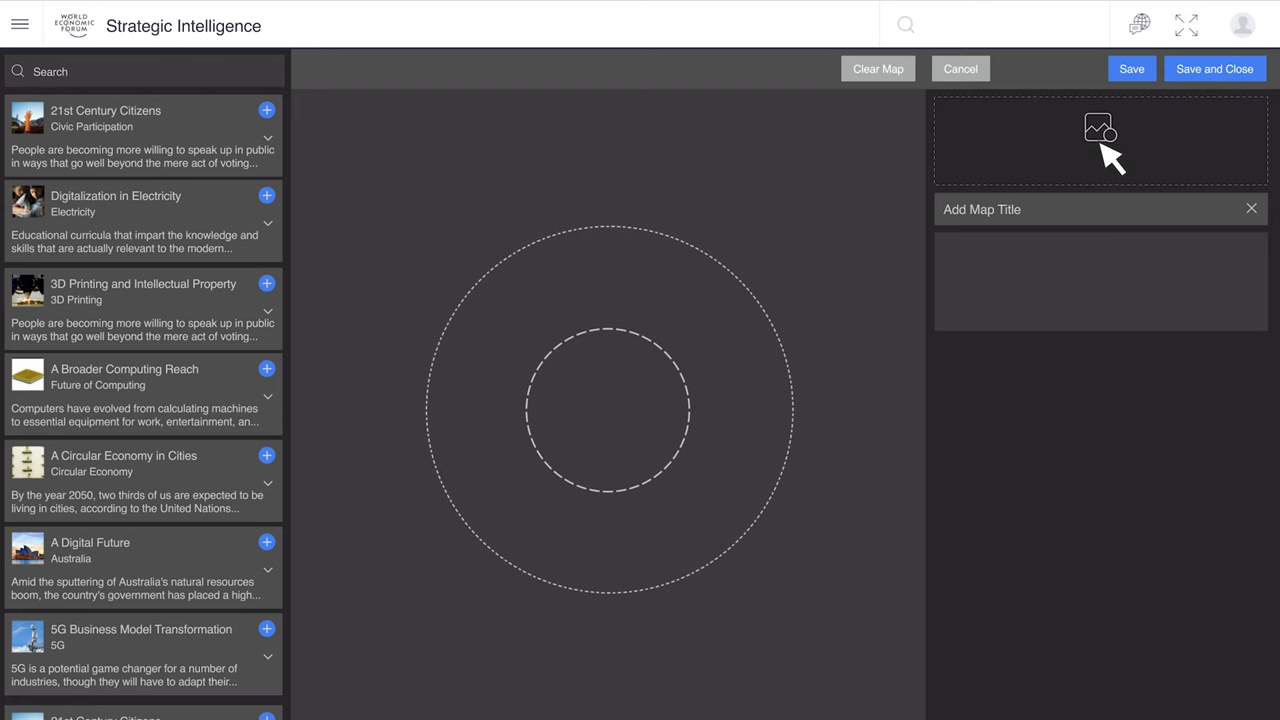 WORLD
ECONOMIC
FORUM
Strategic Intelligence
Search
Clear Map
Cancel
Save
Save and Close
21st Century Citizens
Civic Participation
People are becoming more willing to speak up in public
in ways that go well beyond the mere act of voting...
Digitalization in Electricity
Electricity
Educational curricula that impart the knowledge and
skills that are actually relevant to the modern...
3D Printing and Intellectual Property
3D Printing
People are becoming more willing to speak up in public
in ways that go well beyond the mere act of voting...
A Broader Computing Reach
Future of Computing
Computers have evolved from calculating machines
to essential equipment for work, entertainment, an...
A Circular Economy in Cities
Circular Economy
By the year 2050, two thirds of us are expected to be
living in cities, according to the United Nations...
A Digital Future
Australia
Amid the sputtering of Australia's natural resources
boom, the country's government has placed a high...
5G Business Model Transformation
5G
5G is a potential game changer for a number of
industries, though they will have to adapt their...
21st Century Citizens
Add Map Title